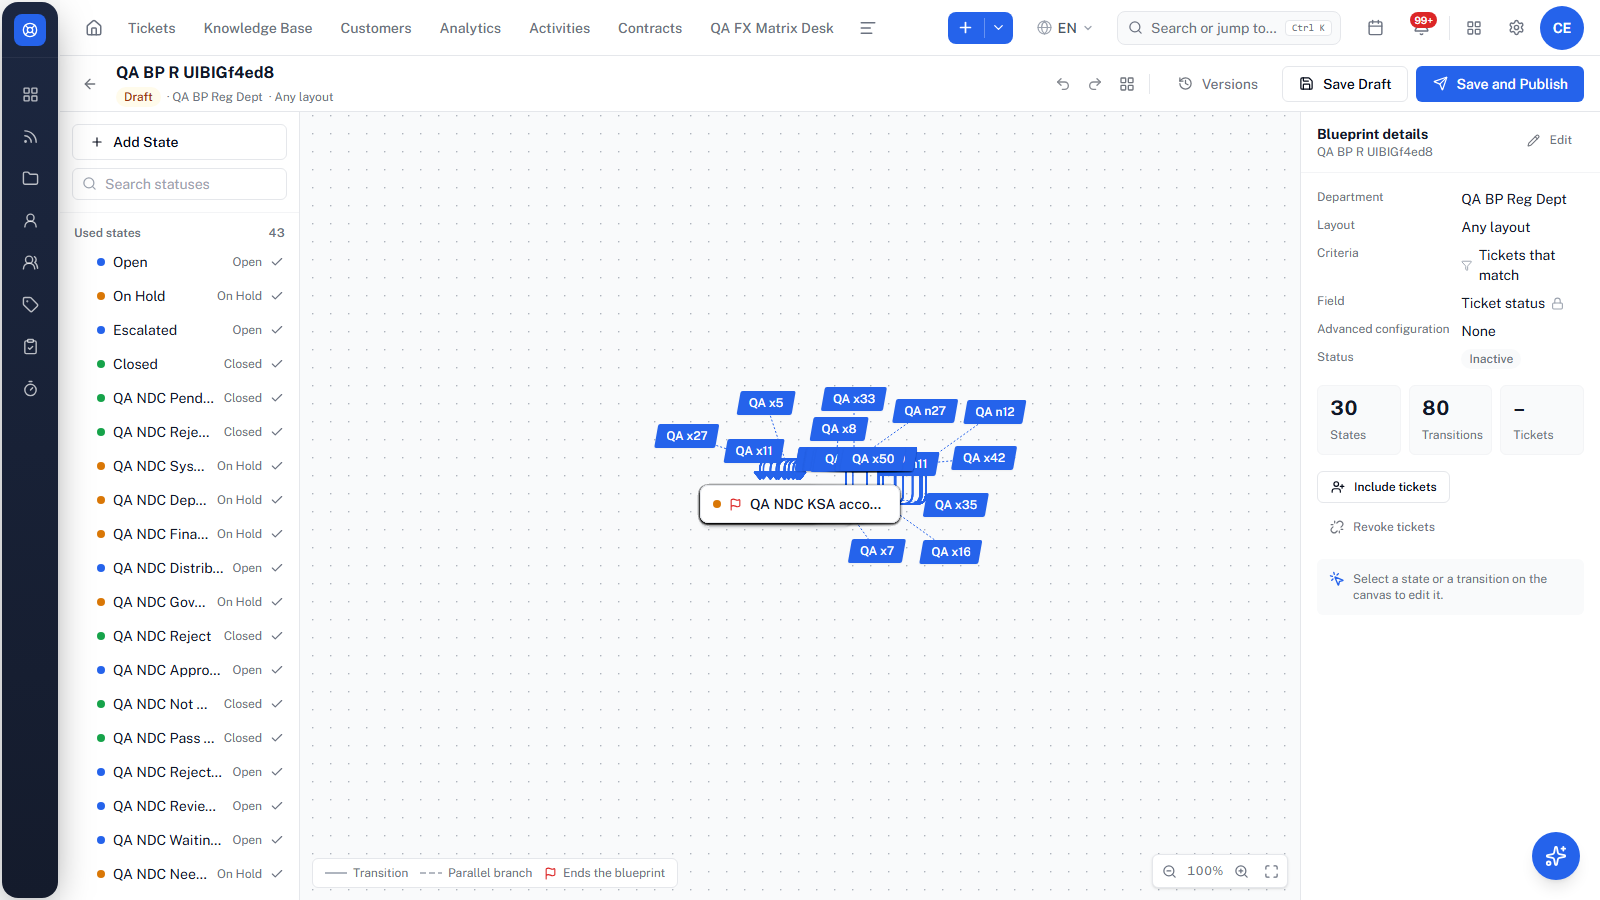 Tickets
Knowledge Base
Customers
Analytics
Activities
Contracts
QA FX Matrix Desk
EN
Search or jump to...
Ctrl K
99+
CE
QA BP R UIBIGf4ed8
Draft · QA BP Reg Dept · Any layout
Versions
Save Draft
Save and Publish
Add State
Search statuses
Used states 43
Open Open
On Hold On Hold
Escalated Open
Closed Closed
QA NDC Pend... Closed
QA NDC Reje... Closed
QA NDC Sys... On Hold
QA NDC Dep... On Hold
QA NDC Fina... On Hold
QA NDC Distrib... Open
QA NDC Gov... On Hold
QA NDC Reject Closed
QA NDC Appro... Open
QA NDC Not ... Closed
QA NDC Pass ... Closed
QA NDC Reject... Open
QA NDC Revie... Open
QA NDC Waitin... Open
QA NDC Nee... On Hold
QA x5
QA x33
QA n27
QA n12
QA x27
QA x8
QA x11
QA x50
QA x42
QA NDC KSA acco...
QA x35
QA x7
QA x16
Transition
Parallel branch
Ends the blueprint
100%
Blueprint details
QA BP R UIBIGf4ed8
Edit
Department QA BP Reg Dept
Layout Any layout
Criteria Tickets that match
Field Ticket status
Advanced configuration None
Status Inactive
30 States
80 Transitions
– Tickets
Include tickets
Revoke tickets
Select a state or a transition on the
canvas to edit it.